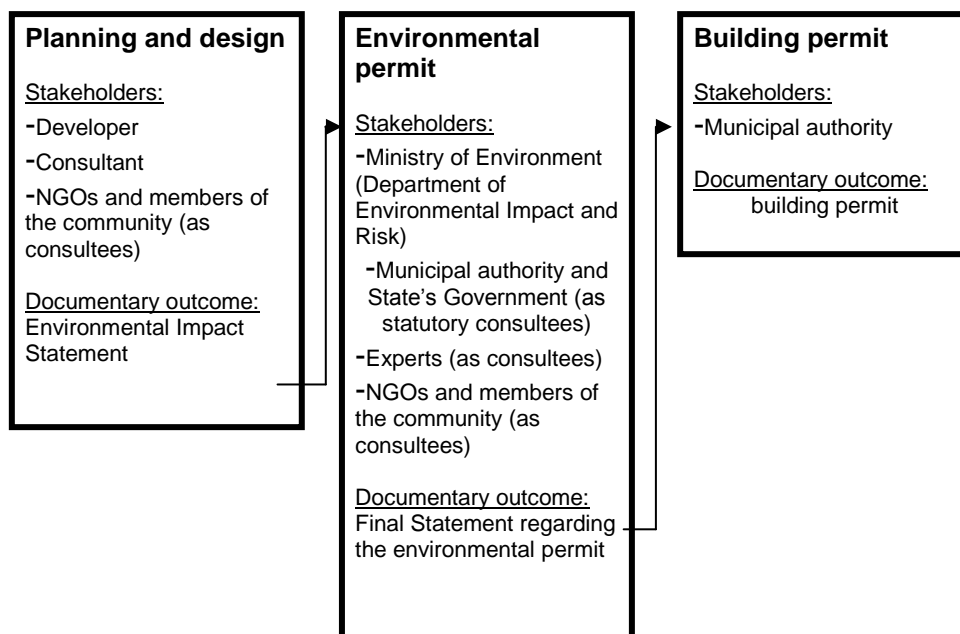 Planning and design
Stakeholders:
-Developer
-Consultant
-NGOs and members of
the community (as
consultees)
Documentary outcome:
Environmental Impact
Statement
Environmental
permit
Stakeholders:
-Ministry of Environment
(Department of
Environmental Impact and
Risk)
-Municipal authority and
State’s Government (as
statutory consultees)
-Experts (as consultees)
-NGOs and members of
the community (as
consultees)
Documentary outcome:
Final Statement regarding
the environmental permit
Building permit
Stakeholders:
-Municipal authority
Documentary outcome:
building permit